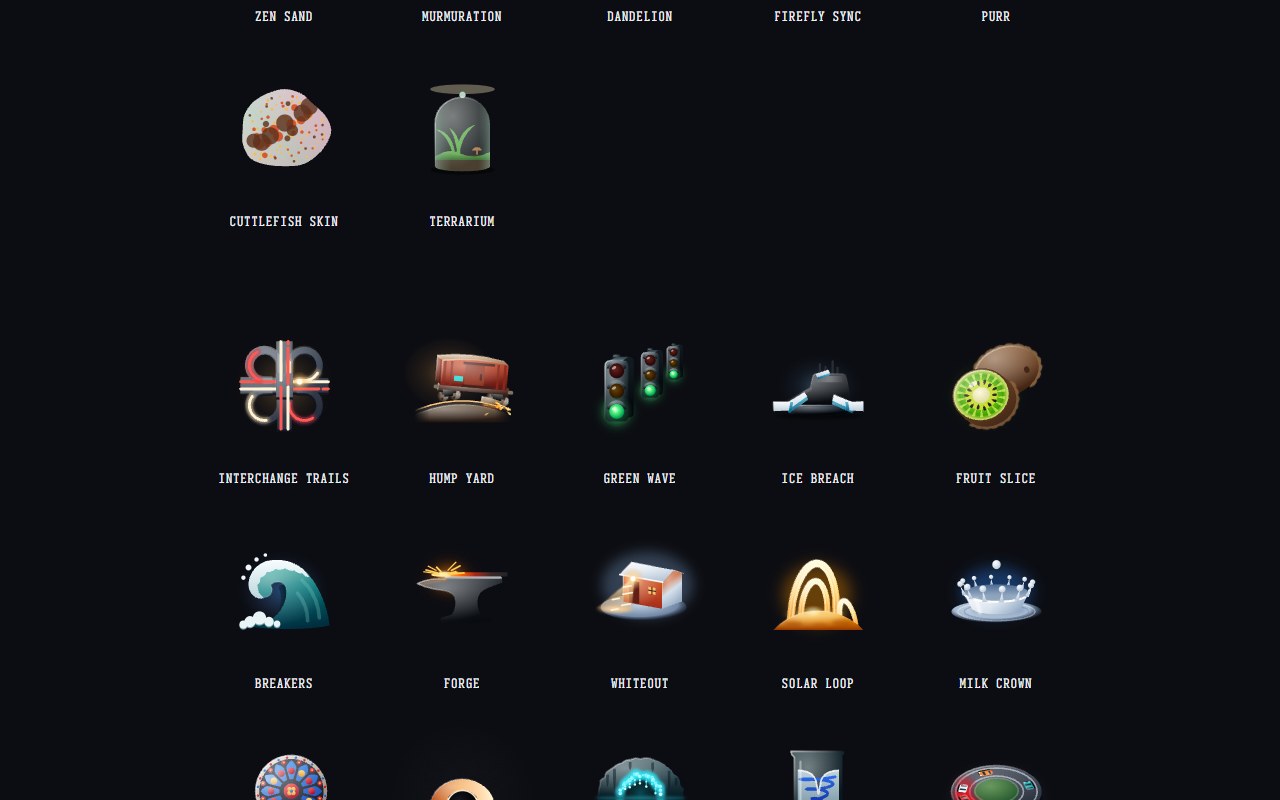 ZEN SAND
MURMURATION
DANDELION
FIREFLY SYNC
PURR
CUTTLEFISH SKIN
TERRARIUM
INTERCHANGE TRAILS
HUMP YARD
GREEN WAVE
ICE BREACH
FRUIT SLICE
BREAKERS
FORGE
WHITEOUT
SOLAR LOOP
MILK CROWN